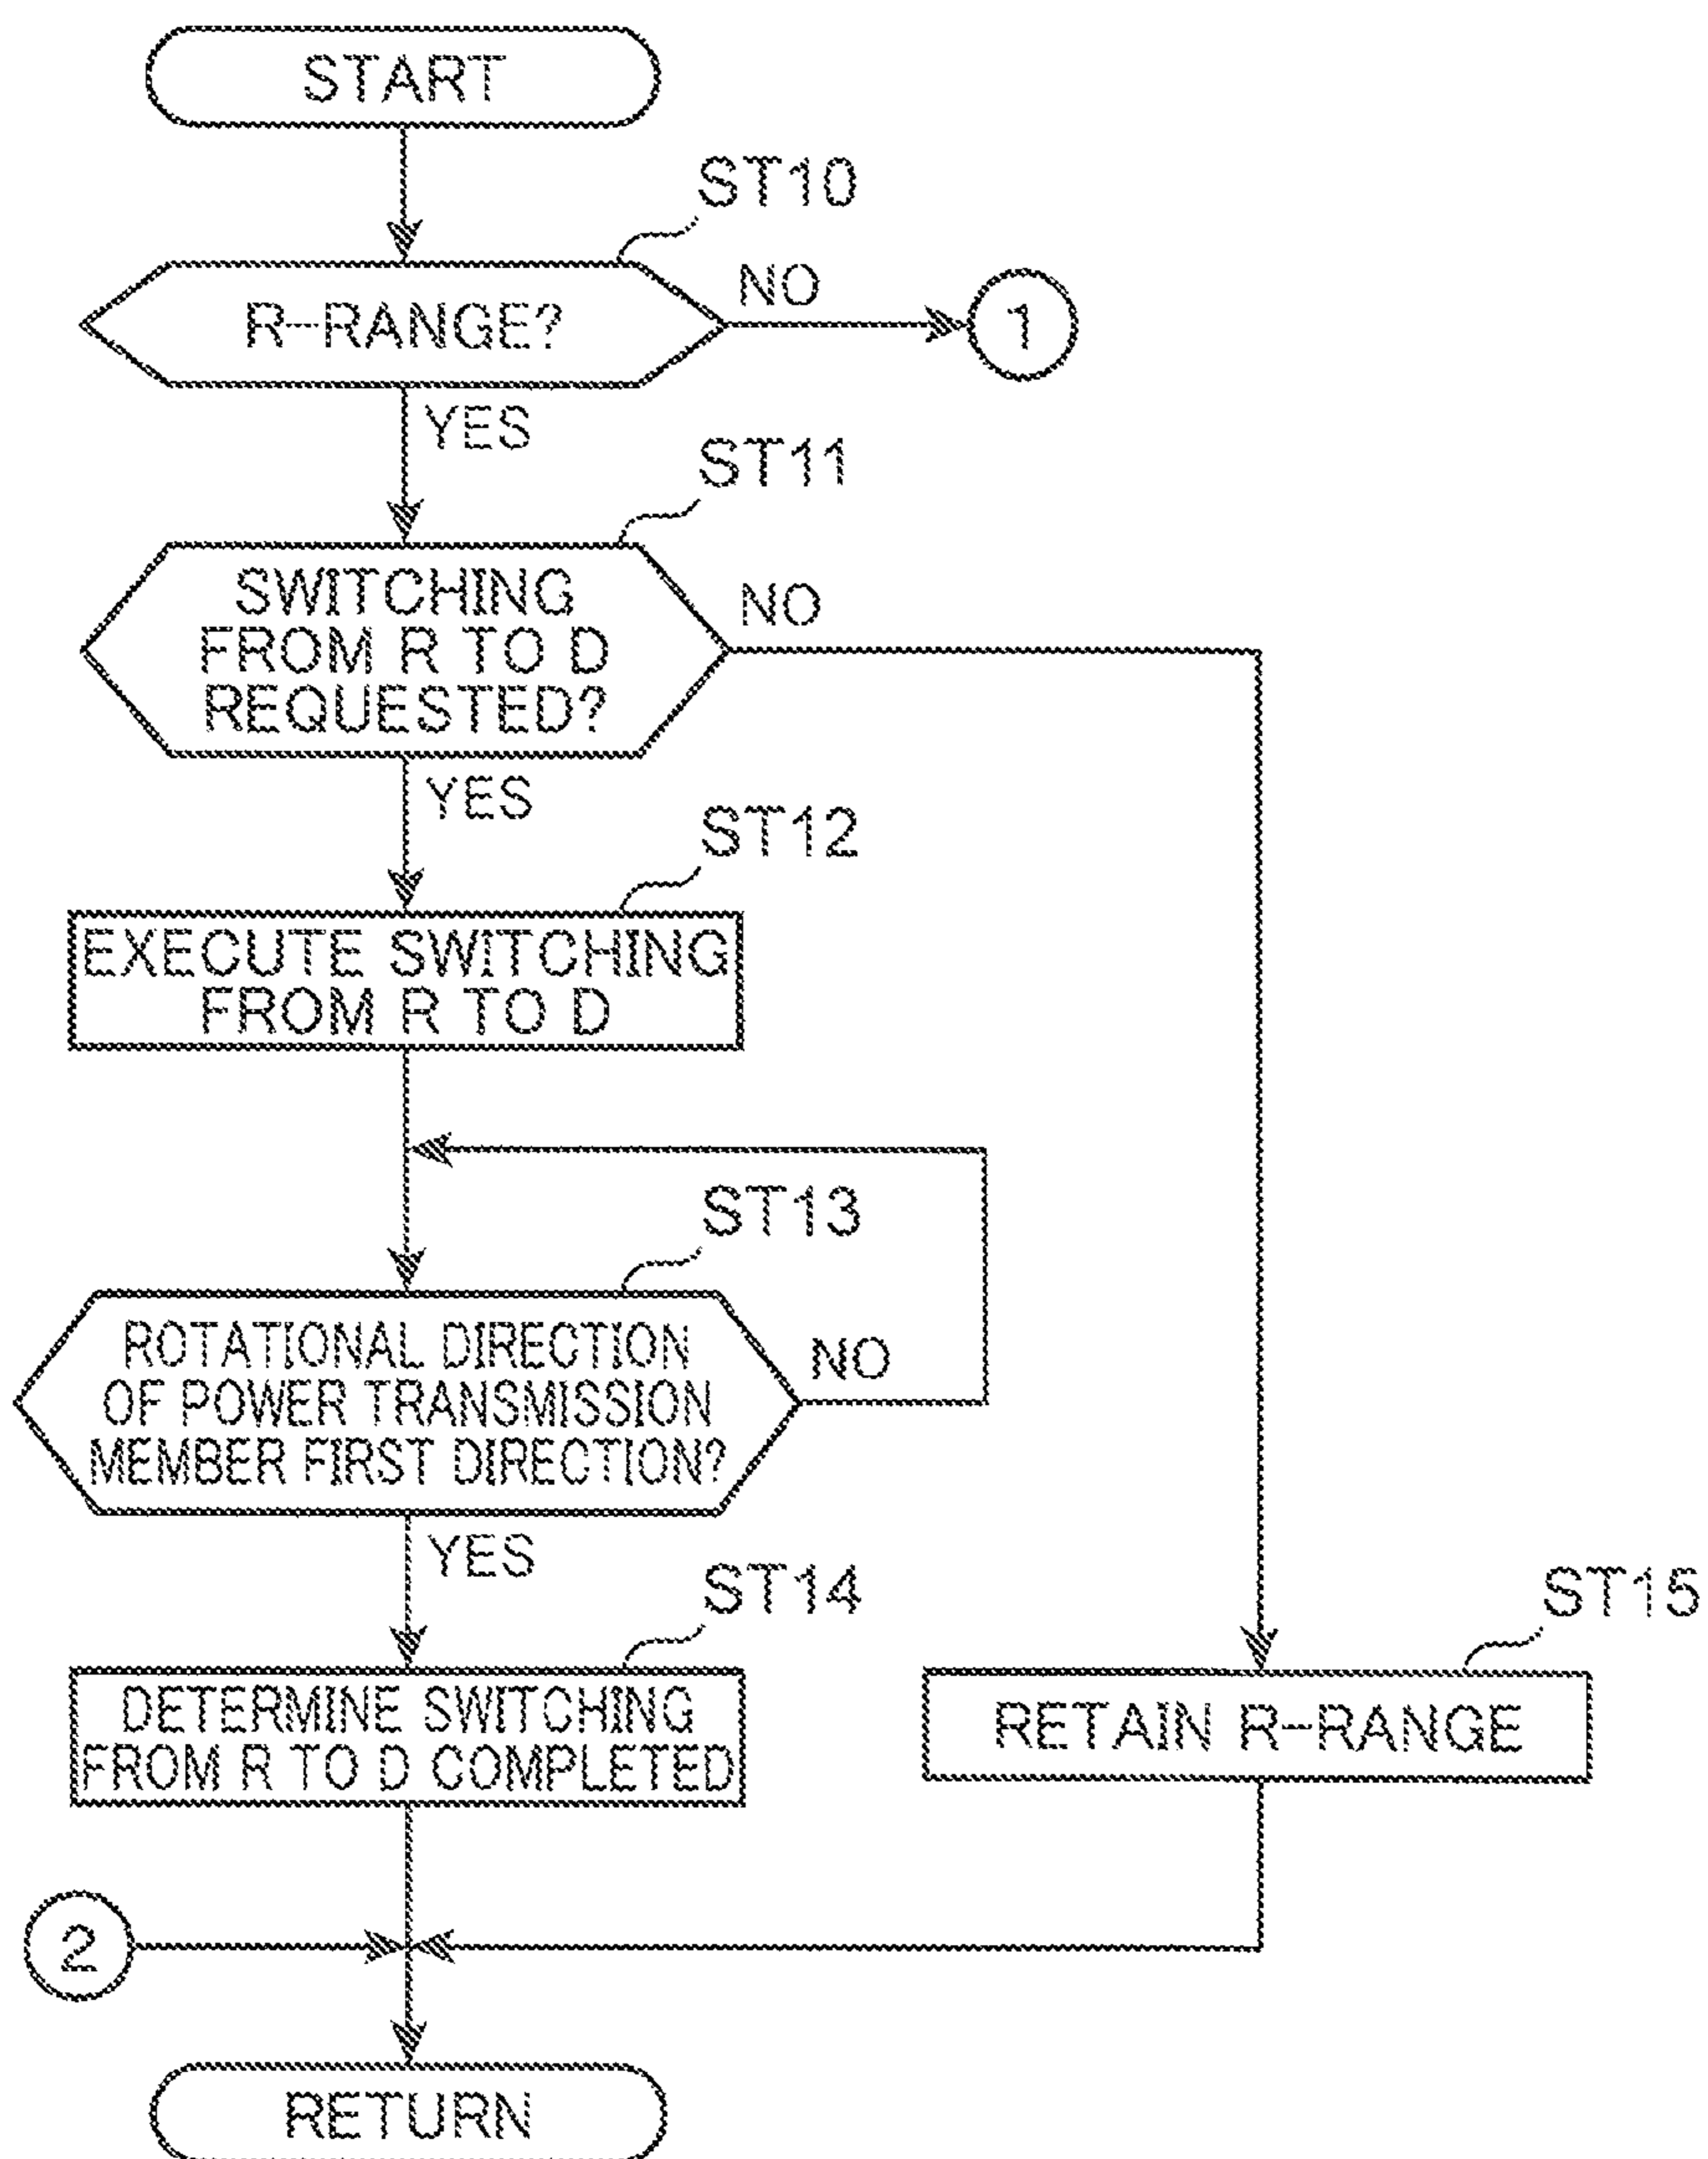 START
ST10
R-RANGE?
NO
1
YES
ST11
SWITCHING
FROM R TO D
REQUESTED?
NO
YES
ST12
EXECUTE SWITCHING
FROM R TO D
ST13
ROTATIONAL DIRECTION
OF POWER TRANSMISSION
MEMBER FIRST DIRECTION?
NO
YES
ST14
DETERMINE SWITCHING
FROM R TO D COMPLETED
ST15
RETAIN R-RANGE
2
RETURN